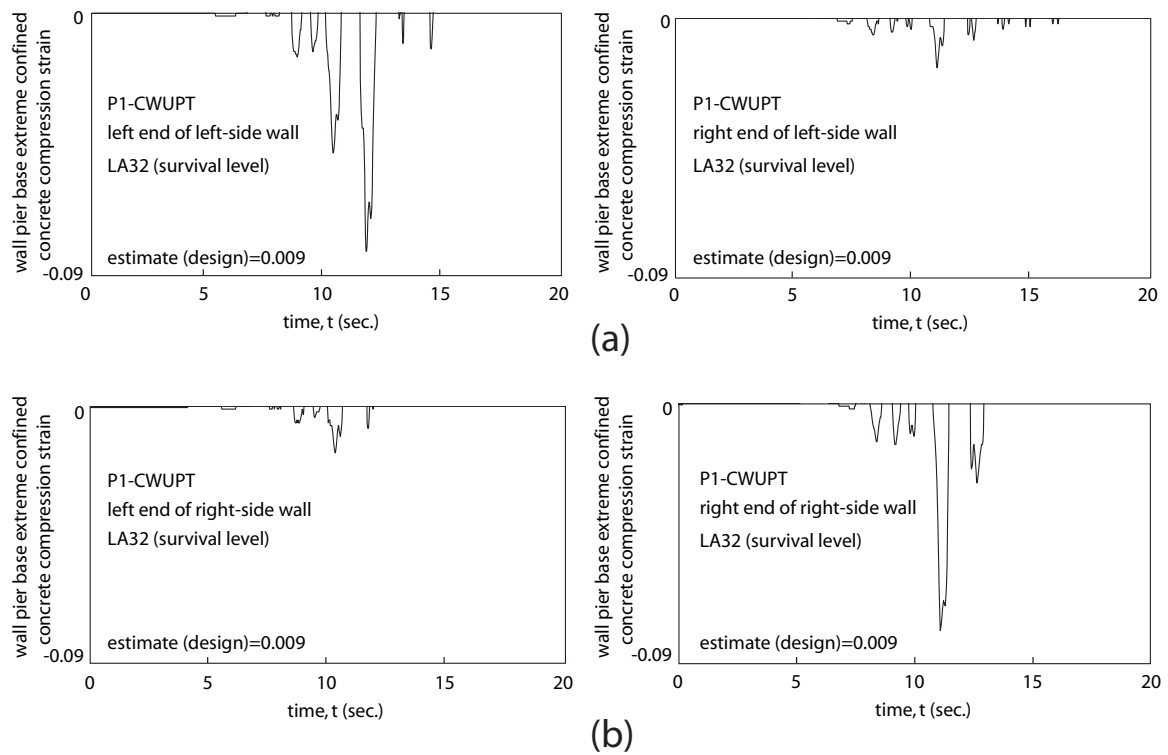 wall pier base extreme confined
concrete compression strain
0
-0.09
P1-CWUPT
left end of left-side wall
LA32 (survival level)
estimate (design)=0.009
0
5
10
15
20
time, t (sec.)
wall pier base extreme confined
concrete compression strain
0
-0.09
P1-CWUPT
right end of left-side wall
LA32 (survival level)
estimate (design)=0.009
0
5
10
15
20
time, t (sec.)
(a)
wall pier base extreme confined
concrete compression strain
0
-0.09
P1-CWUPT
left end of right-side wall
LA32 (survival level)
estimate (design)=0.009
0
5
10
15
20
time, t (sec.)
wall pier base extreme confined
concrete compression strain
0
-0.09
P1-CWUPT
right end of right-side wall
LA32 (survival level)
estimate (design)=0.009
0
5
10
15
20
time, t (sec.)
(b)